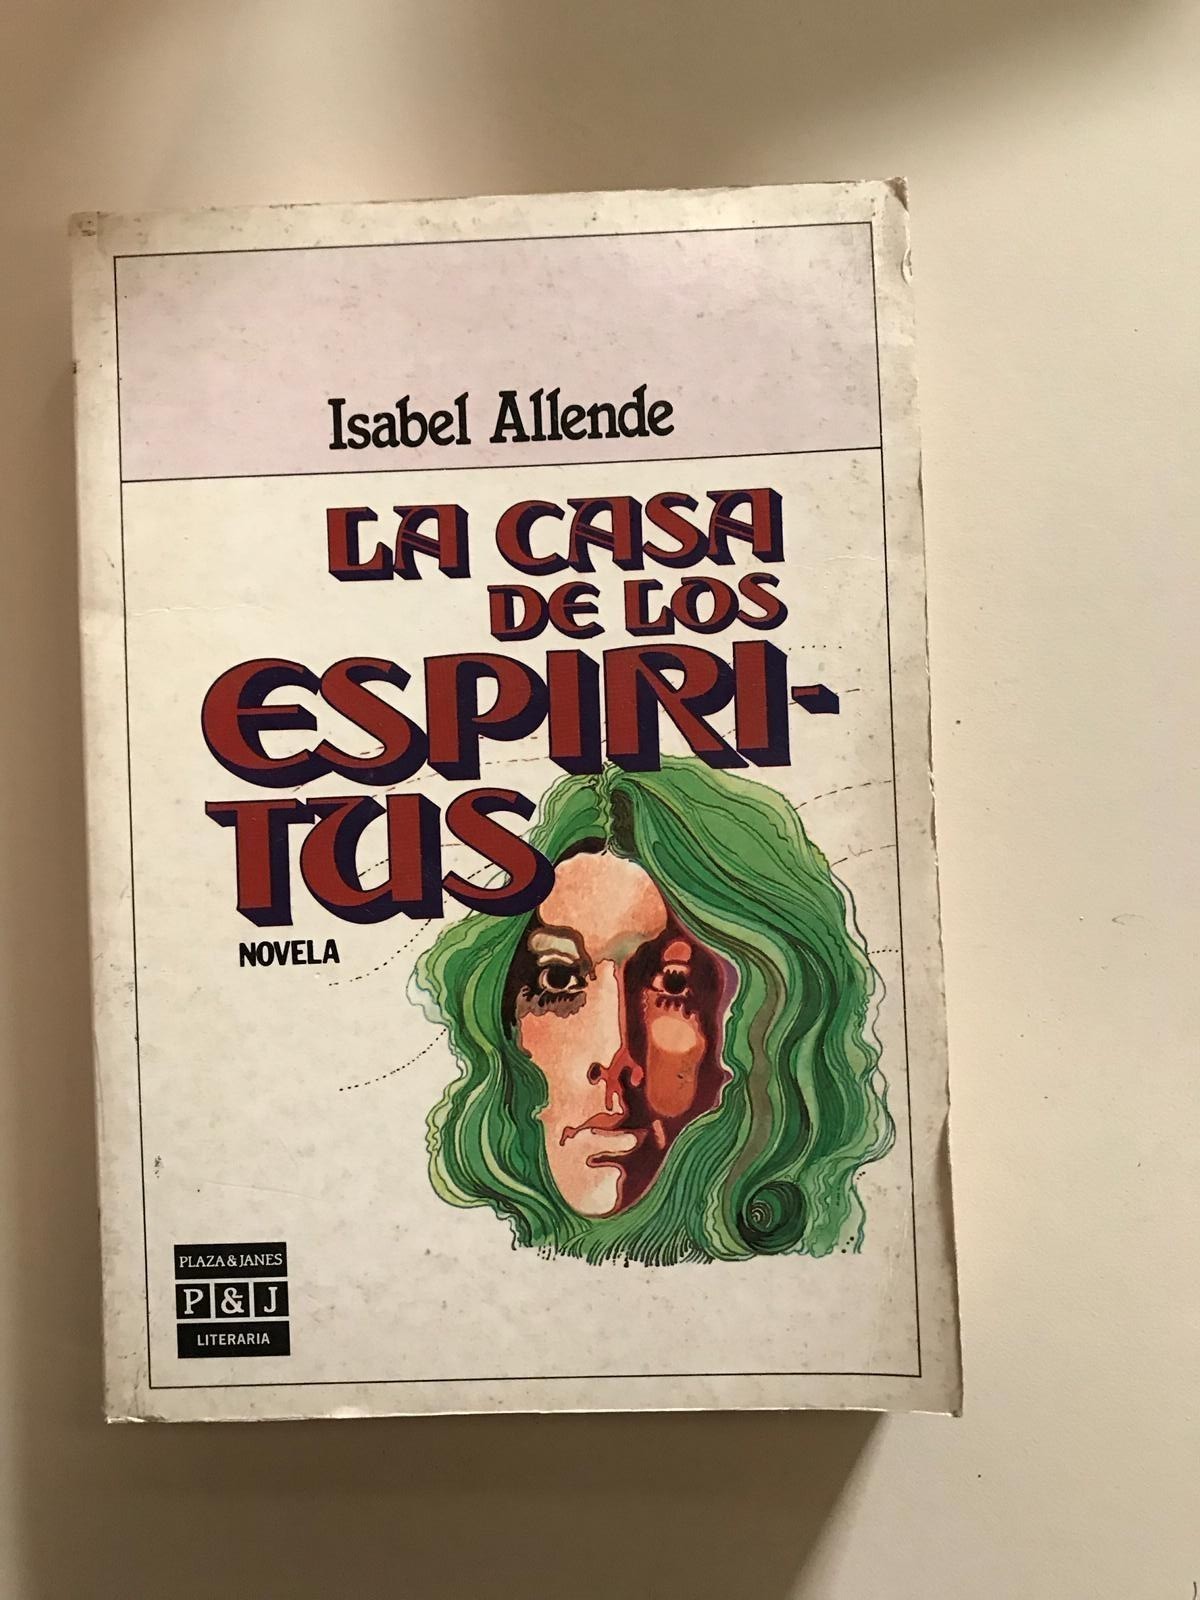 Isabel Allende
LA CASA
DE LOS
ESPIRI-
TUS
NOVELA
PLAZA & JANES
P & J
LITERARIA